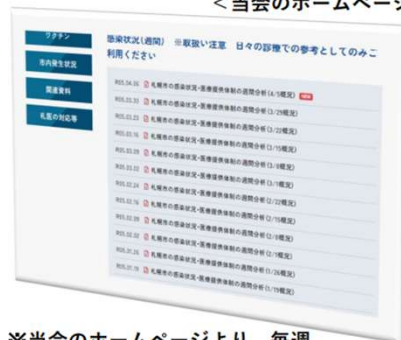 ＜当会のホームページ
ワクチン
市内発生状況
関連資料
札医の対応等
感染状況(週間) ※取扱い注意 日々の診療での参考としてのみご
利用ください
R05.04.05 札幌市の感染状況・医療提供体制の週間分析(4/5概況) NEW
R05.03.30 札幌市の感染状況・医療提供体制の週間分析(3/29概況)
R05.03.23 札幌市の感染状況・医療提供体制の週間分析(3/22概況)
R05.03.16 札幌市の感染状況・医療提供体制の週間分析(3/15概況)
R05.03.09 札幌市の感染状況・医療提供体制の週間分析(3/8概況)
R05.03.02 札幌市の感染状況・医療提供体制の週間分析(3/1概況)
R05.02.24 札幌市の感染状況・医療提供体制の週間分析(2/22概況)
R05.02.16 札幌市の感染状況・医療提供体制の週間分析(2/15概況)
R05.02.09 札幌市の感染状況・医療提供体制の週間分析(2/8概況)
R05.02.02 札幌市の感染状況・医療提供体制の週間分析(2/1概況)
R05.01.26 札幌市の感染状況・医療提供体制の週間分析(1/26概況)
R05.01.19 札幌市の感染状況・医療提供体制の週間分析(1/19概況)
※当会のホームページより、毎週